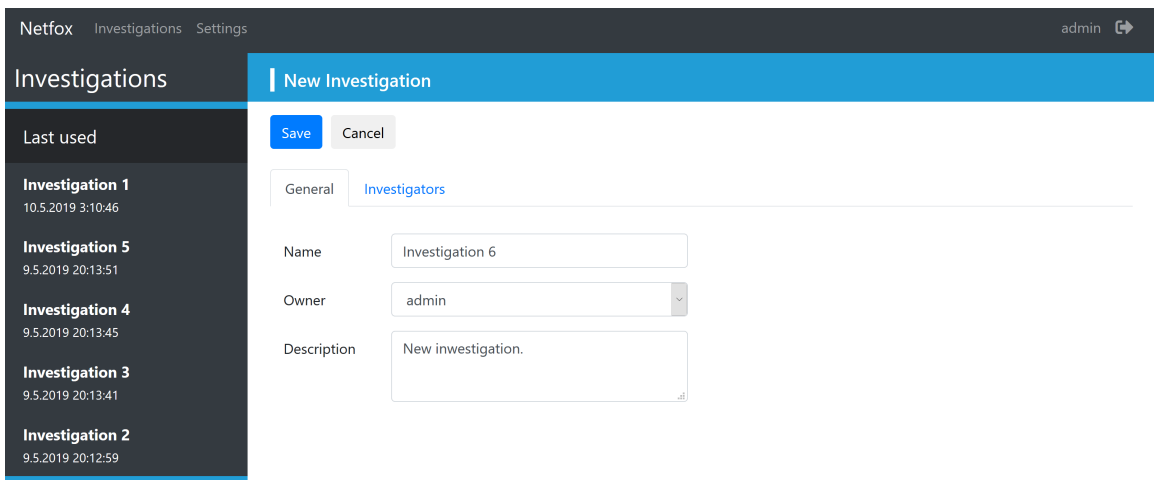 Netfox Investigations Settings admin
Investigations
New Investigation
Last used
Save Cancel
Investigation 1
10.5.2019 3:10:46
Investigation 5
9.5.2019 20:13:51
Investigation 4
9.5.2019 20:13:45
Investigation 3
9.5.2019 20:13:41
Investigation 2
9.5.2019 20:12:59
General Investigators
Name Investigation 6
Owner admin
Description New inwestigation.